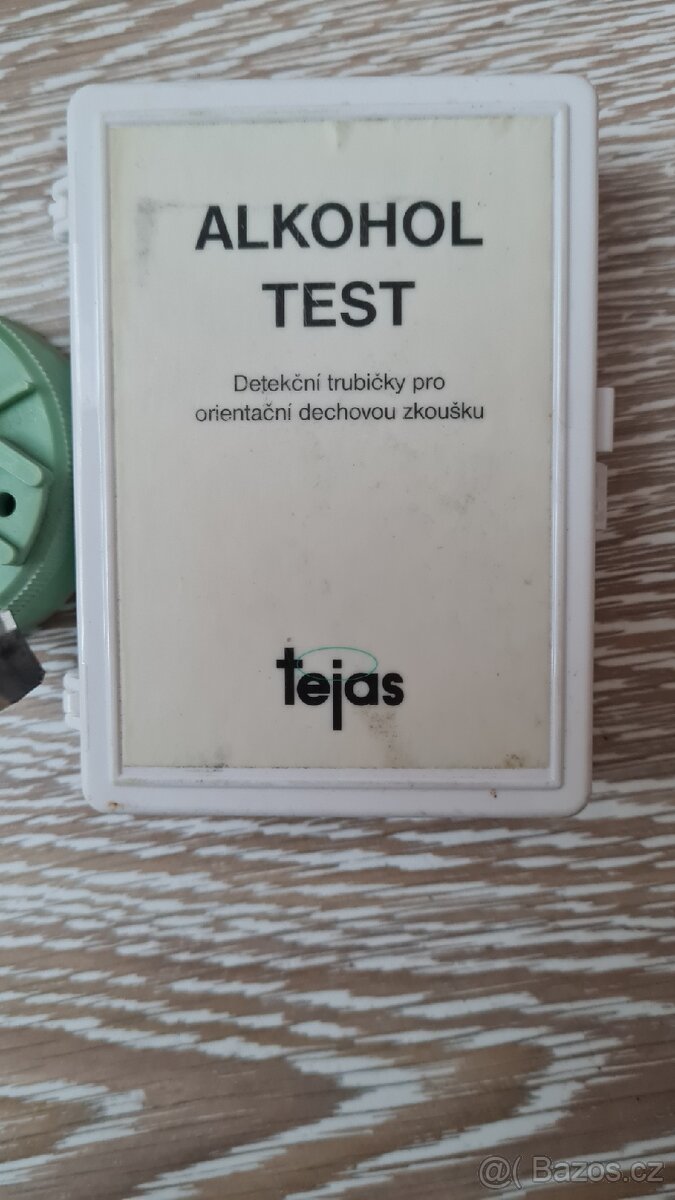 ALKOHOL
TEST
Detekční trubičky pro
orientační dechovou zkoušku
tejas
@( Bazos.cz